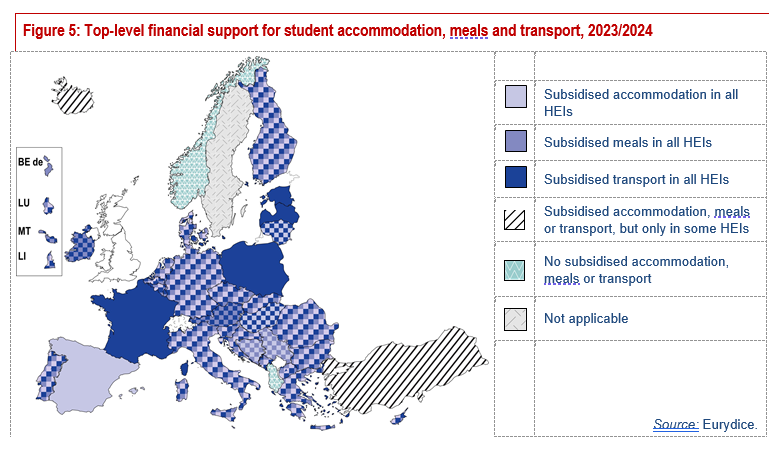 Figure 5: Top-level financial support for student accommodation, meals and transport, 2023/2024
BE de
LU
MT
LI
Subsidised accommodation in all
HEIs
Subsidised meals in all HEIs
Subsidised transport in all HEIs
Subsidised accommodation, meals
or transport, but only in some HEIs
No subsidised accommodation,
meals or transport
Not applicable
Source: Eurydice.